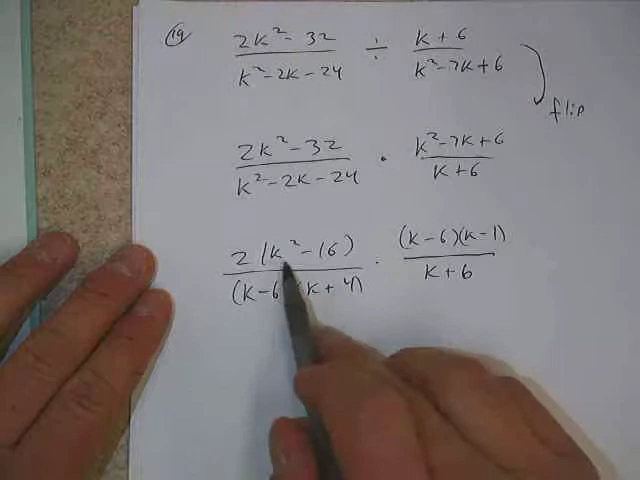 19 2k² - 32 / k² - 2k - 24 ÷ k + 6 / k² - 7k + 6
flip
2k² - 32 / k² - 2k - 24 · k² - 7k + 6 / k + 6
2(k² - 16) / (k - 6)(k + 4) · (k - 6)(k - 1) / k + 6